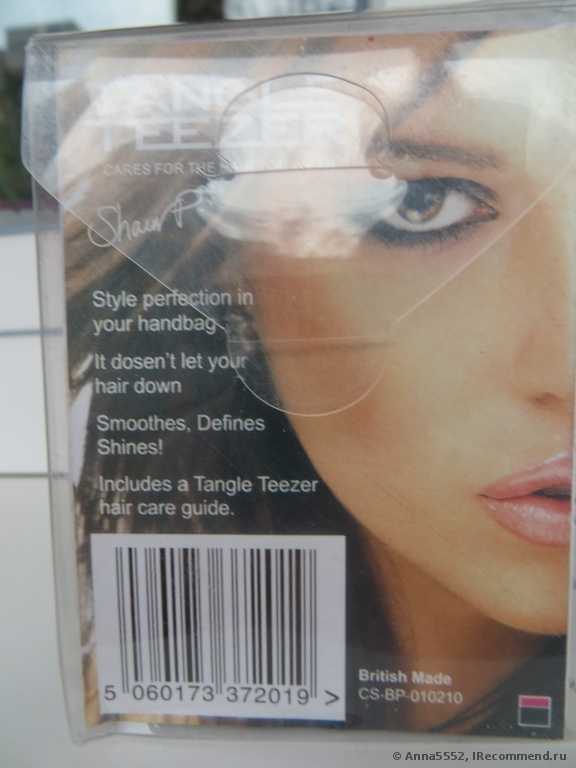 TEEZER
CARES FOR THE
Shaun P
Style perfection in
your handbag
It dosen't let your
hair down
Smoothes, Defines
Shines!
Includes a Tangle Teezer
hair care guide.
5 060173 372019 >
British Made
CS-BP-010210
© Anna5552, IRecommend.ru